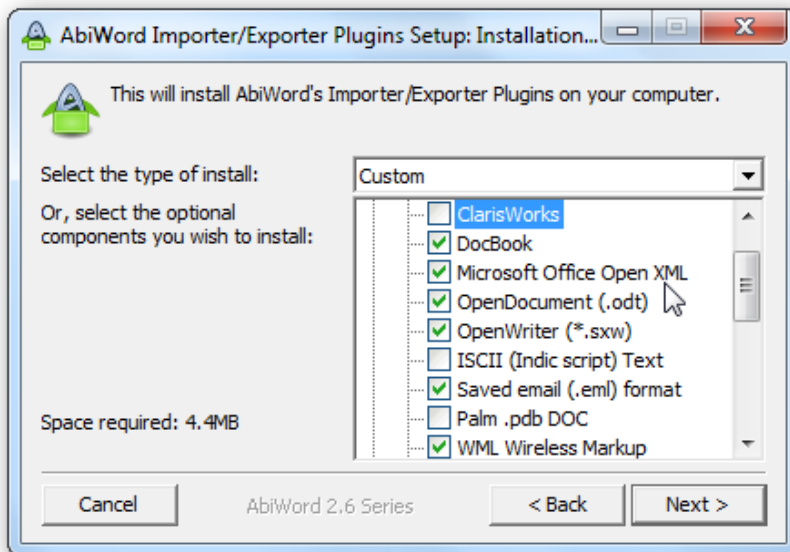 AbiWord Importer/Exporter Plugins Setup: Installation...
This will install AbiWord's Importer/Exporter Plugins on your computer.
Select the type of install:
Custom
Or, select the optional
components you wish to install:
ClarisWorks
DocBook
Microsoft Office Open XML
OpenDocument (.odt)
OpenWriter (*.sxw)
ISCII (Indic script) Text
Saved email (.eml) format
Palm .pdb DOC
WML Wireless Markup
Space required: 4.4MB
Cancel
AbiWord 2.6 Series
< Back
Next >